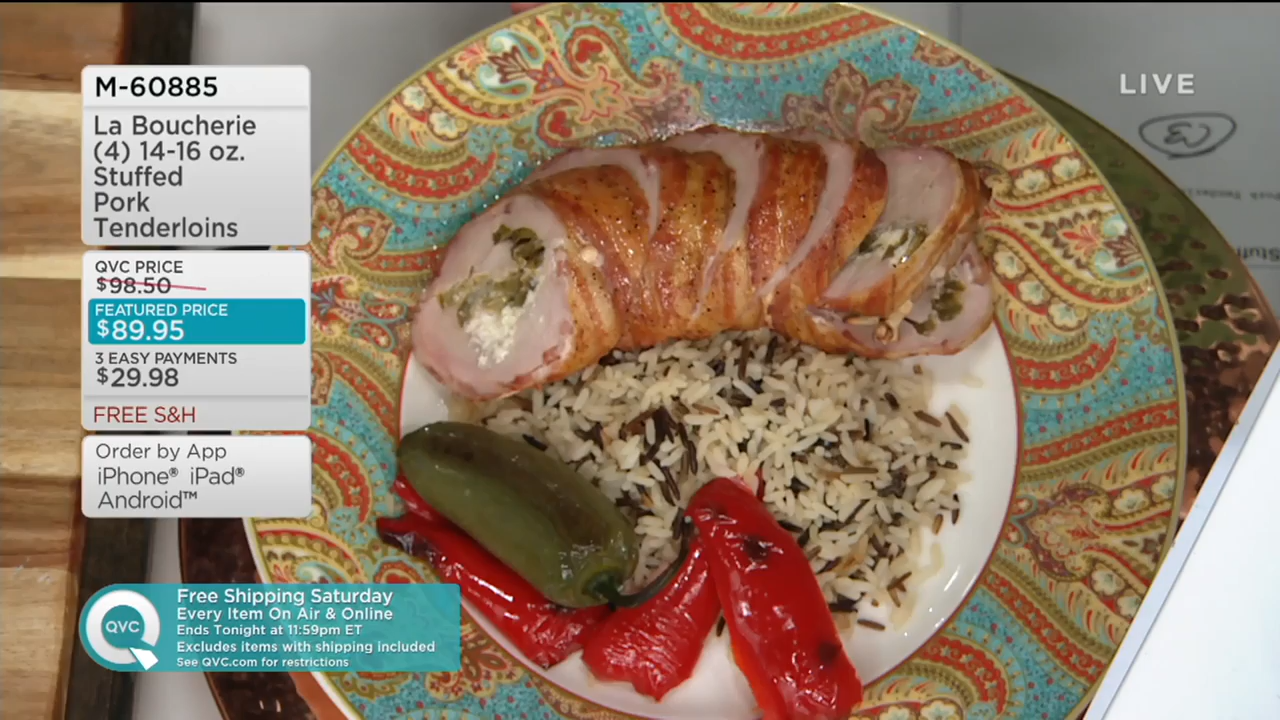 M-60885
La Boucherie
(4) 14-16 oz.
Stuffed
Pork
Tenderloins
QVC PRICE
$98.50
FEATURED PRICE
$89.95
3 EASY PAYMENTS
$29.98
FREE S&H
Order by App
iPhone® iPad®
Android™
QVC
Free Shipping Saturday
Every Item On Air & Online
Ends Tonight at 11:59pm ET
Excludes items with shipping included
See QVC.com for restrictions
LIVE